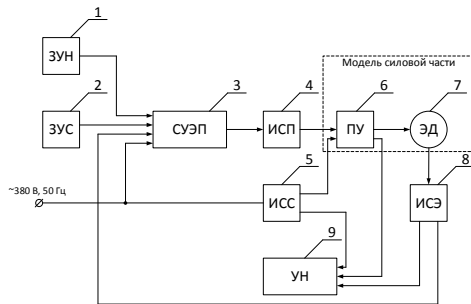 1
ЗУН
2
ЗУС
3
СУЭП
4
ИСП
Модель силовой части
6
ПУ
7
ЭД
5
ИСС
8
ИСЭ
~380 В, 50 Гц
9
УН